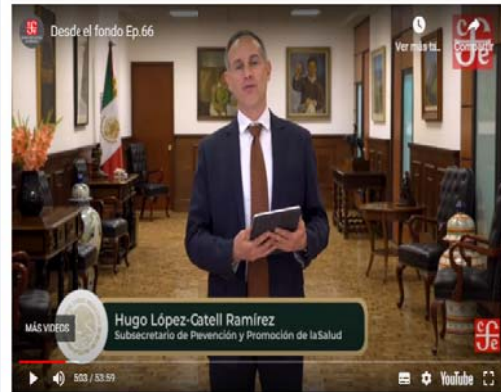 Desde el fondo Ep.66
Ver más ta...
Compartir
Hugo López-Gatell Ramírez
Subsecretario de Pevención y Promoción de laSalud
MÁS VIDEOS
5:03 / 53:59
YouTube